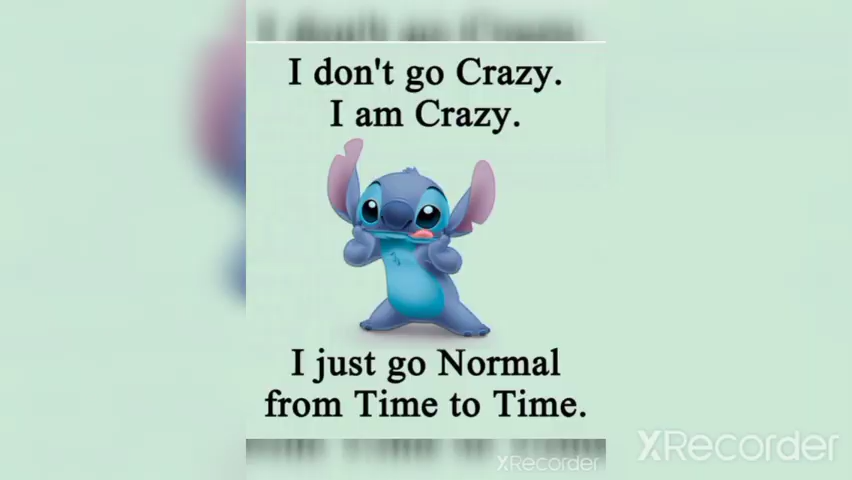 I don't go Crazy.
I am Crazy.
I just go Normal
from Time to Time.
XRecorder
XRecorder